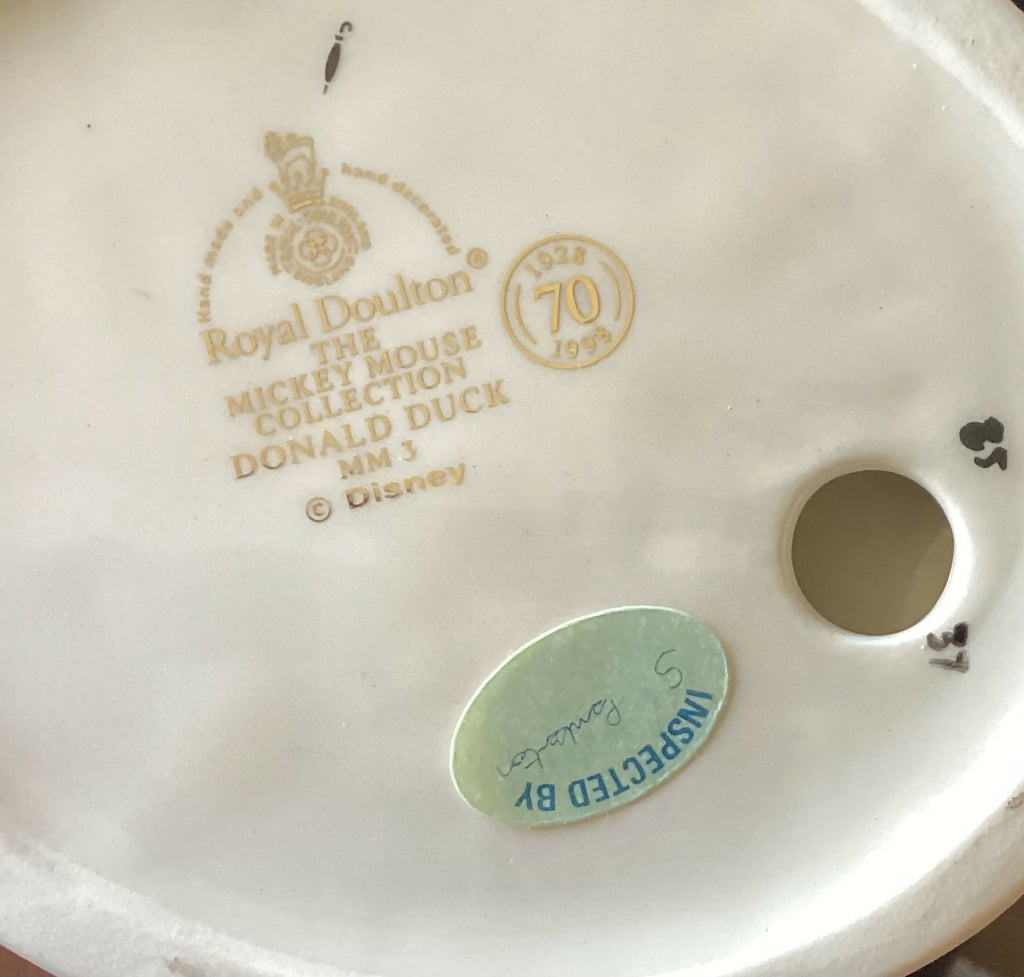 Hand made and hand decorated
Royal Doulton®
THE
MICKEY MOUSE
COLLECTION
DONALD DUCK
MM 3
© Disney
1928
70
1998
INSPECTED BY
S